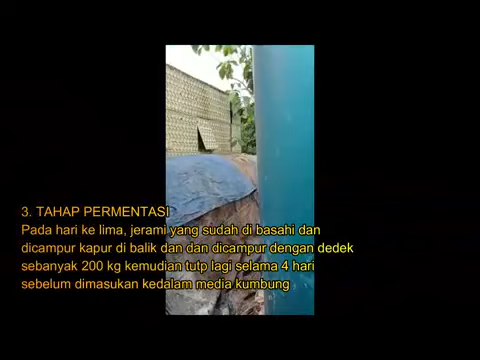 3. TAHAP PERMENTASI
Pada hari ke lima, jerami yang sudah di basahi dan
dicampur kapur di balik dan dan dicampur dengan dedek
sebanyak 200 kg kemudian tutp lagi selama 4 hari
sebelum dimasukan kedalam media kumbung